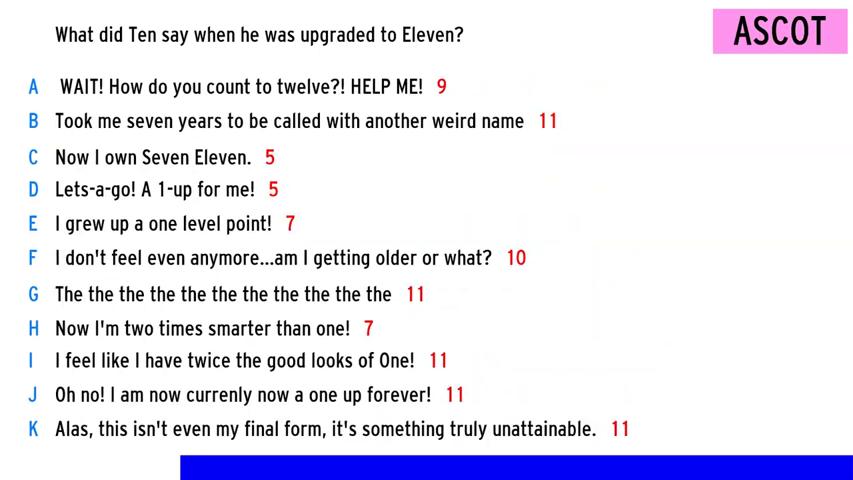 What did Ten say when he was upgraded to Eleven?
ASCOT
A WAIT! How do you count to twelve?! HELP ME! 9
B Took me seven years to be called with another weird name 11
C Now I own Seven Eleven. 5
D Lets-a-go! A 1-up for me! 5
E I grew up a one level point! 7
F I don't feel even anymore...am I getting older or what? 10
G The the the the the the the the the the the 11
H Now I'm two times smarter than one! 7
I I feel like I have twice the good looks of One! 11
J Oh no! I am now currenly now a one up forever! 11
K Alas, this isn't even my final form, it's something truly unattainable. 11